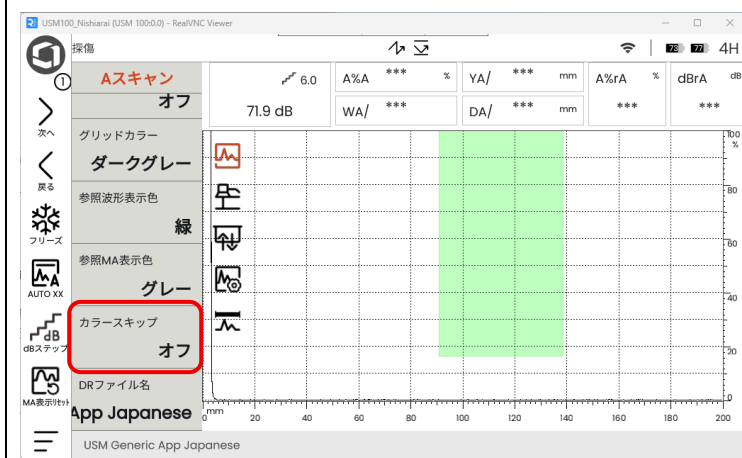 USM100_Nishiarai (USM 100:0.0) - RealVNC Viewer
探傷
73 77 4H
1
Aスキャン
オフ
6.0
71.9 dB
A%A *** %
YA/ *** mm
A%rA % ***
dBrA dB ***
WA/ ***
DA/ *** mm
次へ
戻る
フリーズ
AUTO XX
dB
dBステップ
MA表示リセット
グリッドカラー
ダークグレー
参照波形表示色
緑
参照MA表示色
グレー
カラースキップ
オフ
DRファイル名
App Japanese
100
%
80
60
40
20
0
0 mm 20 40 60 80 100 120 140 160 180 200
USM Generic App Japanese